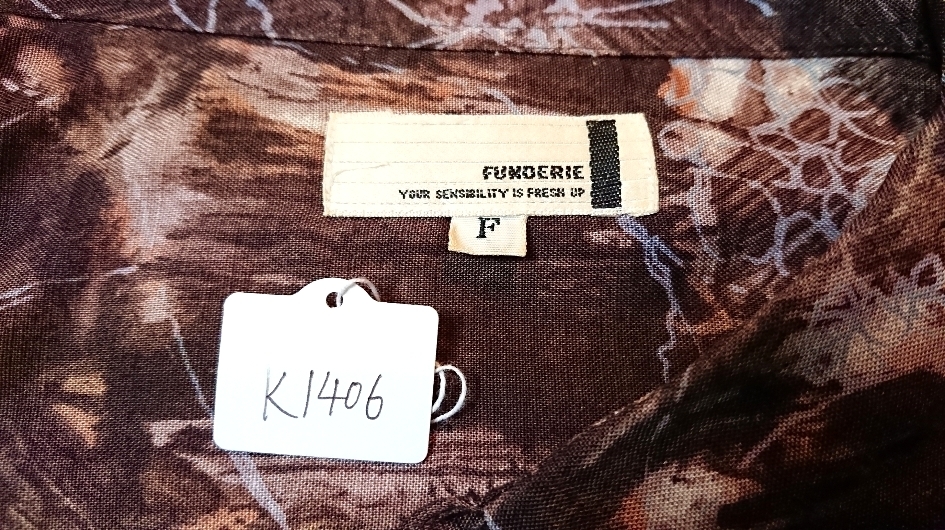 FUNDERIE
YOUR SENSIBILITY IS FRESH UP
F
K1406